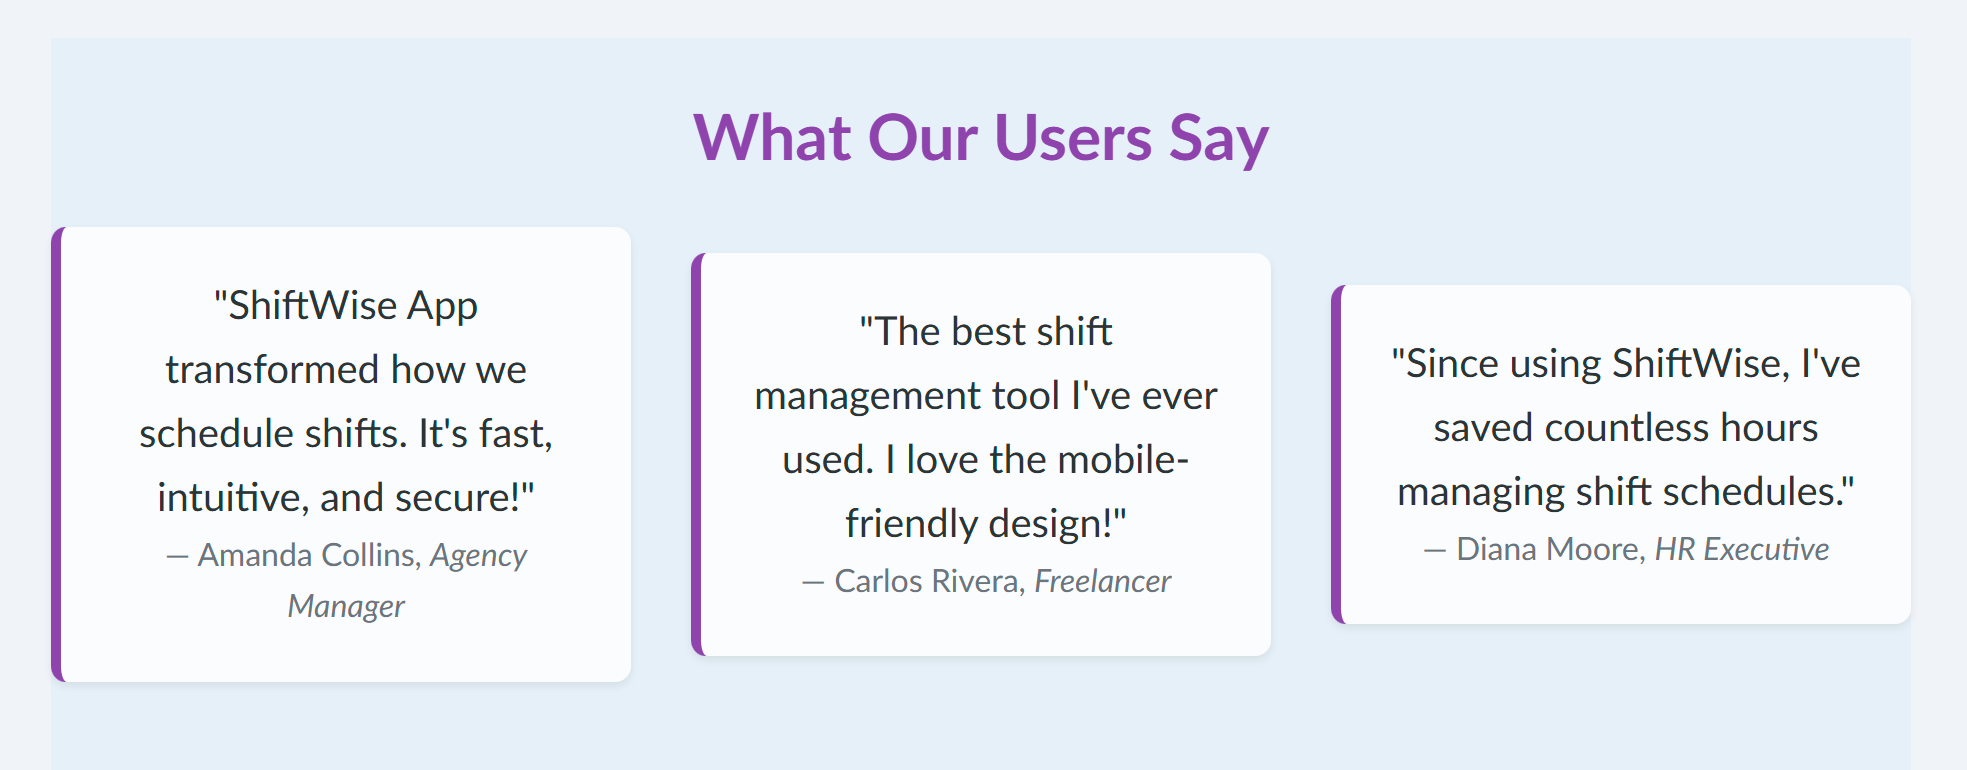 What Our Users Say
"ShiftWise App
transformed how we
schedule shifts. It's fast,
intuitive, and secure!"
— Amanda Collins, Agency
Manager
"The best shift
management tool I've ever
used. I love the mobile-
friendly design!"
— Carlos Rivera, Freelancer
"Since using ShiftWise, I've
saved countless hours
managing shift schedules."
— Diana Moore, HR Executive